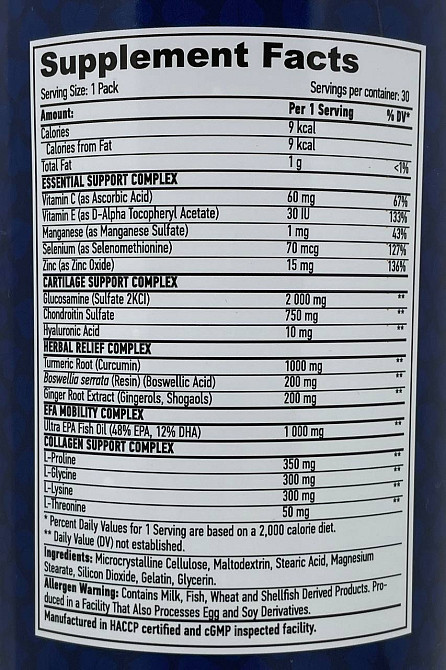 Supplement Facts
Serving Size: 1 Pack Servings per container: 30
Amount: Per 1 Serving % DV*
Calories 9 kcal
Calories from Fat 9 kcal
Total Fat 1 g <1%
ESSENTIAL SUPPORT COMPLEX
Vitamin C (as Ascorbic Acid) 60 mg 67%
Vitamin E (as D-Alpha Tocopheryl Acetate) 30 IU 133%
Manganese (as Manganese Sulfate) 1 mg 43%
Selenium (as Selenomethionine) 70 mcg 127%
Zinc (as Zinc Oxide) 15 mg 136%
CARTILAGE SUPPORT COMPLEX
Glucosamine (Sulfate 2KCI) 2 000 mg **
Chondroitin Sulfate 750 mg **
Hyaluronic Acid 10 mg **
HERBAL RELIEF COMPLEX
Turmeric Root (Curcumin) 1000 mg **
Boswellia serrata (Resin) (Boswellic Acid) 200 mg **
Ginger Root Extract (Gingerols, Shogaols) 200 mg **
EFA MOBILITY COMPLEX
Ultra EPA Fish Oil (48% EPA, 12% DHA) 1 000 mg **
COLLAGEN SUPPORT COMPLEX
L-Proline 350 mg **
L-Glycine 300 mg **
L-Lysine 300 mg **
L-Threonine 50 mg **
* Percent Daily Values for 1 Serving are based on a 2,000 calorie diet.
** Daily Value (DV) not established.
Ingredients: Microcrystalline Cellulose, Maltodextrin, Stearic Acid, Magnesium
Stearate, Silicon Dioxide, Gelatin, Glycerin.
Allergen Warning: Contains Milk, Fish, Wheat and Shellfish Derived Products. Pro-
duced in a Facility That Also Processes Egg and Soy Derivatives.
Manufactured in HACCP certified and cGMP inspected facility.